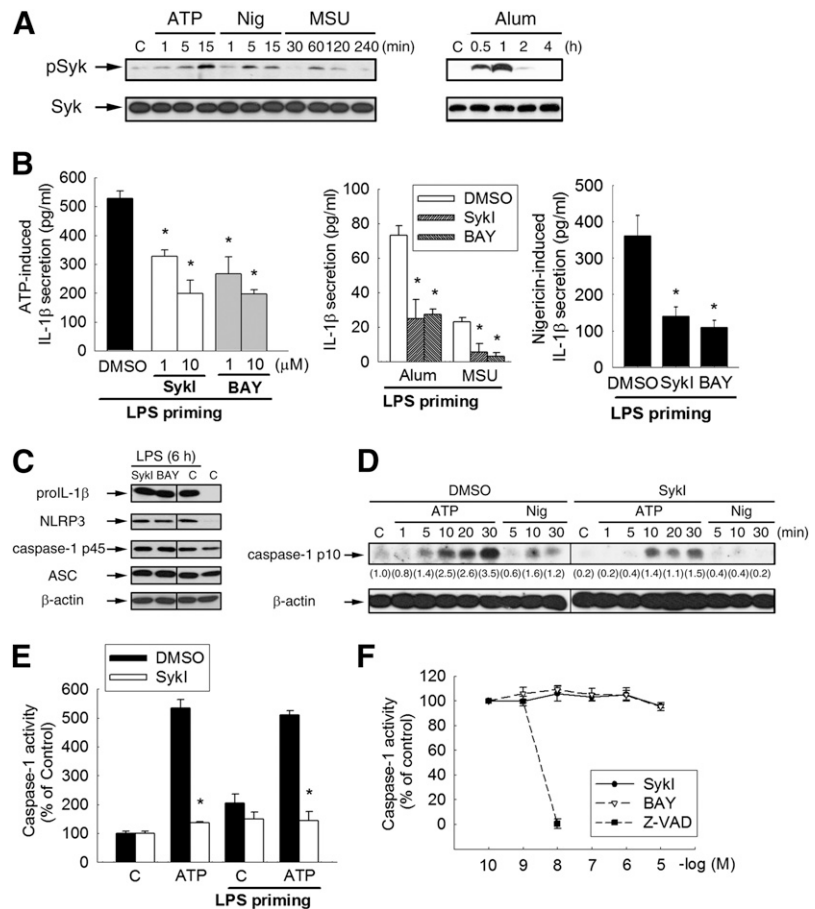 A
ATP Nig MSU
C 1 5 15 1 5 15 30 60 120 240 (min)
pSyk
Syk
Alum
C 0.5 1 2 4 (h)
B
ATP-induced
IL-1β secretion (pg/ml)
600
500
400
300
200
100
0
DMSO 1 10 1 10 (μM)
SykI BAY
LPS priming
* * * *
IL-1β secretion (pg/ml)
100
80
60
40
20
0
DMSO
SykI
BAY
* * * *
Alum MSU
LPS priming
Nigericin-induced
IL-1β secretion (pg/ml)
500
400
300
200
100
0
* *
DMSO SykI BAY
LPS priming
C
LPS (6 h)
SykI BAY C C
proIL-1β
NLRP3
caspase-1 p45
ASC
β-actin
D
DMSO SykI
ATP Nig ATP Nig
C 1 5 10 20 30 5 10 30 C 1 5 10 20 30 5 10 30 (min)
caspase-1 p10
(1.0)(0.8)(1.4)(2.5)(2.6)(3.5)(0.6)(1.6)(1.2) (0.2) (0.2)(0.4)(1.4)(1.1)(1.5)(0.4)(0.4)(0.2)
β-actin
E
DMSO
SykI
Caspase-1 activity
(% of Control)
600
500
400
300
200
100
0
* *
C ATP C ATP
LPS priming
F
Caspase-1 activity
(% of control)
120
100
80
60
40
20
0
SykI
BAY
Z-VAD
10 9 8 7 6 5 -log (M)